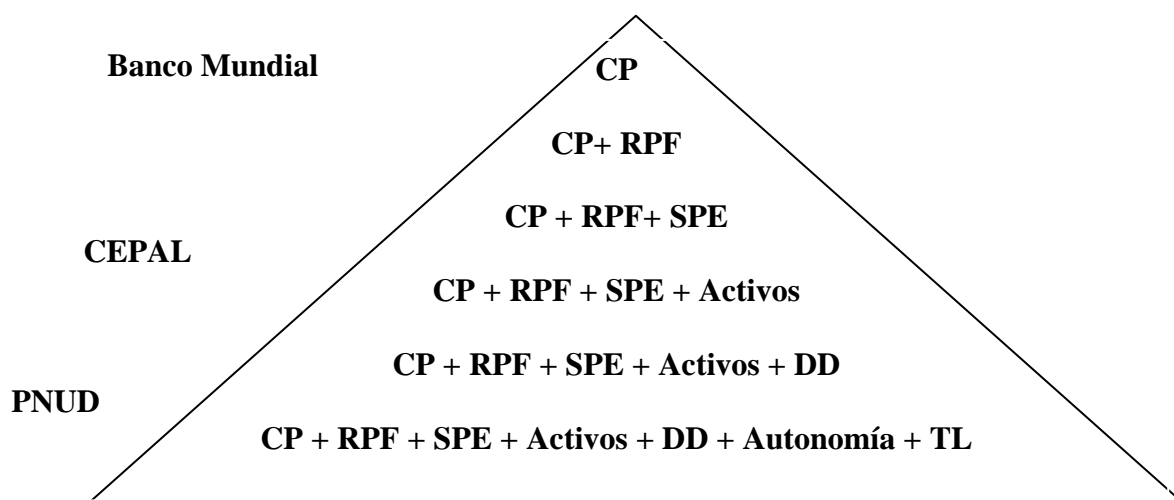 Banco Mundial
CP
CP+ RPF
CP + RPF+ SPE
CEPAL
CP + RPF + SPE + Activos
CP + RPF + SPE + Activos + DD
PNUD
CP + RPF + SPE + Activos + DD + Autonomía + TL